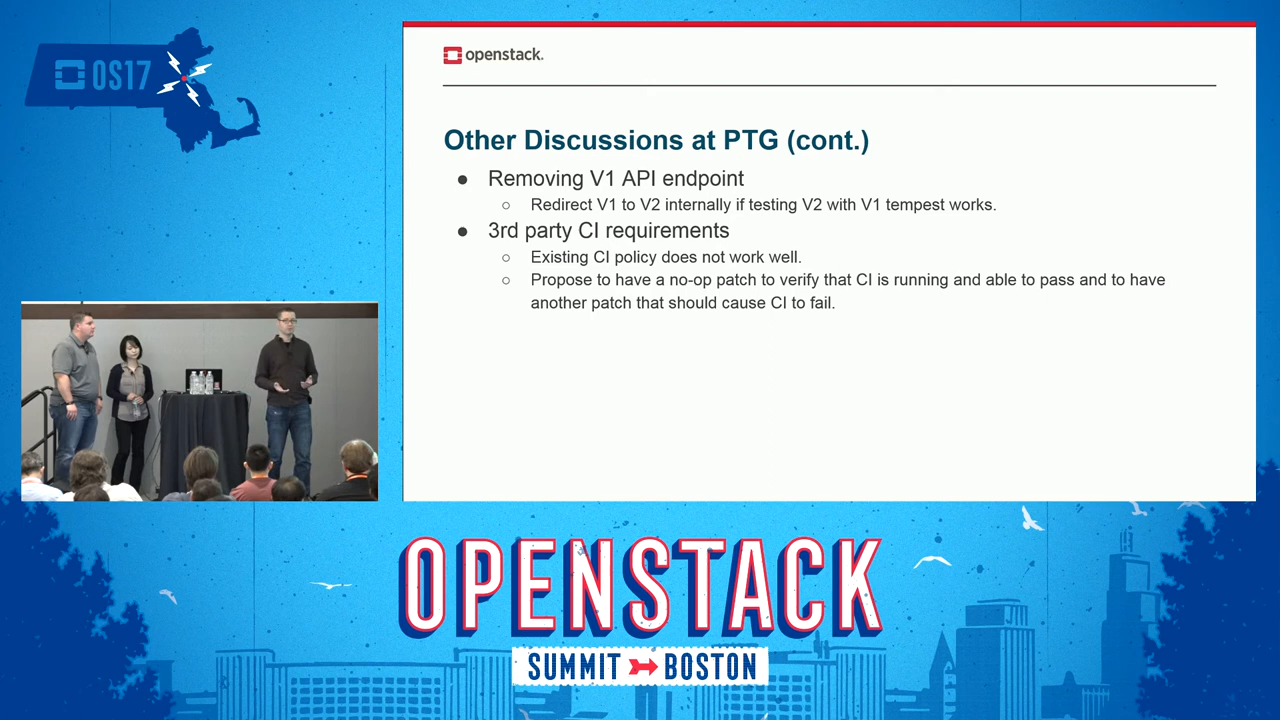 OS17
openstack.
Other Discussions at PTG (cont.)
● Removing V1 API endpoint
○ Redirect V1 to V2 internally if testing V2 with V1 tempest works.
● 3rd party CI requirements
○ Existing CI policy does not work well.
○ Propose to have a no-op patch to verify that CI is running and able to pass and to have
another patch that should cause CI to fail.
OPENSTACK
SUMMIT BOSTON